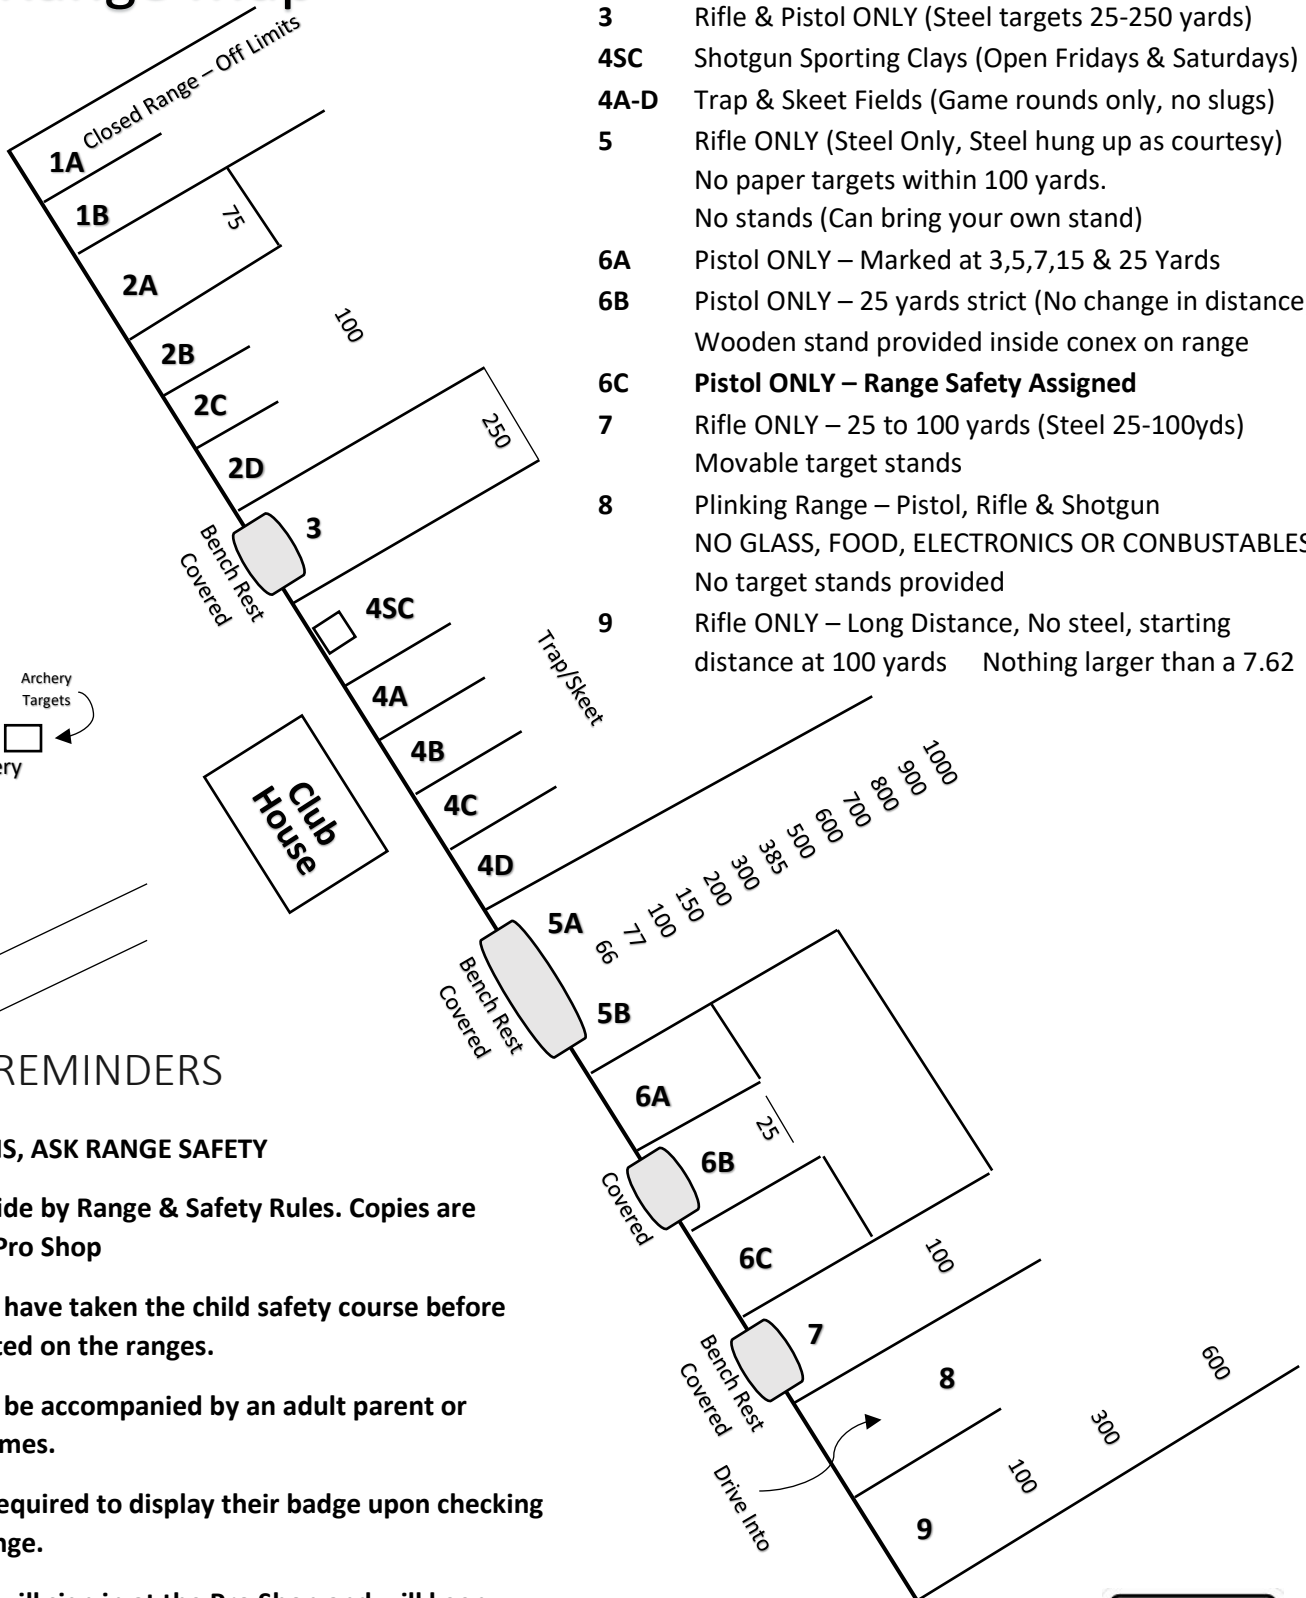 Range Map
3 Rifle & Pistol ONLY (Steel targets 25-250 yards)
4SC Shotgun Sporting Clays (Open Fridays & Saturdays)
4A-D Trap & Skeet Fields (Game rounds only, no slugs)
5 Rifle ONLY (Steel Only, Steel hung up as courtesy)
No paper targets within 100 yards.
No stands (Can bring your own stand)
6A Pistol ONLY – Marked at 3,5,7,15 & 25 Yards
6B Pistol ONLY – 25 yards strict (No change in distance
Wooden stand provided inside conex on range
6C Pistol ONLY – Range Safety Assigned
7 Rifle ONLY – 25 to 100 yards (Steel 25-100yds)
Movable target stands
8 Plinking Range – Pistol, Rifle & Shotgun
NO GLASS, FOOD, ELECTRONICS OR CONBUSTABLES
No target stands provided
9 Rifle ONLY – Long Distance, No steel, starting
distance at 100 yards Nothing larger than a 7.62
Closed Range – Off Limits
1A
1B
75
2A
100
2B
2C
2D
250
3
Bench Rest
Covered
4SC
Trap/Skeet
4A
4B
4C
4D
Archery
Targets
ery
Club
House
5A
66
77
100
150
200
300
385
500
600
700
800
900
1000
Bench Rest
Covered
5B
6A
25
6B
Covered
6C
100
7
Bench Rest
Covered
8
Drive Into
600
300
100
9
REMINDERS
NS, ASK RANGE SAFETY
ide by Range & Safety Rules. Copies are
Pro Shop
have taken the child safety course before
ted on the ranges.
be accompanied by an adult parent or
mes.
equired to display their badge upon checking
nge.